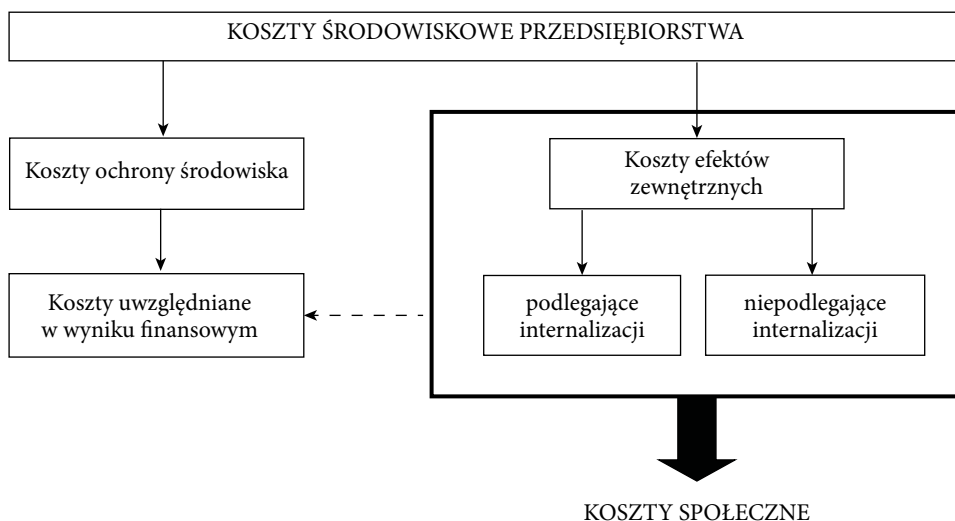 KOSZTY ŚRODOWISKOWE PRZEDSIĘBIORSTWA
Koszty ochrony środowiska
Koszty efektów
zewnętrznych
Koszty uwzględniane
w wyniku finansowym
podlegające
internalizacji
niepodlegające
internalizacji
KOSZTY SPOŁECZNE